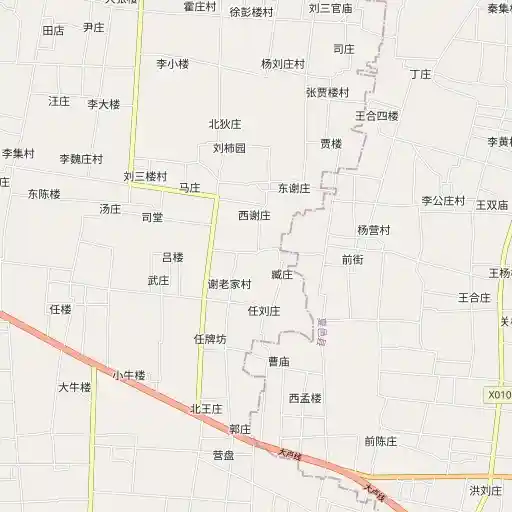 霍庄村
徐彭楼村
刘三官庙
田店
尹庄
司庄
李小楼
杨刘庄村
丁庄
汪庄
李大楼
张贾楼村
王合四楼
北狄庄
贾楼
刘柿园
李集村
李魏庄村
刘三楼村
马庄
东谢庄
东陈楼
汤庄
司堂
西谢庄
李公庄村
王双庙
杨营村
吕楼
前街
武庄
谢老家村
臧庄
任楼
任刘庄
王合庄
任牌坊
曹庙
小牛楼
大牛楼
西孟楼
X010
北王庄
郭庄
前陈庄
营盘
大卢线
大卢线
洪刘庄